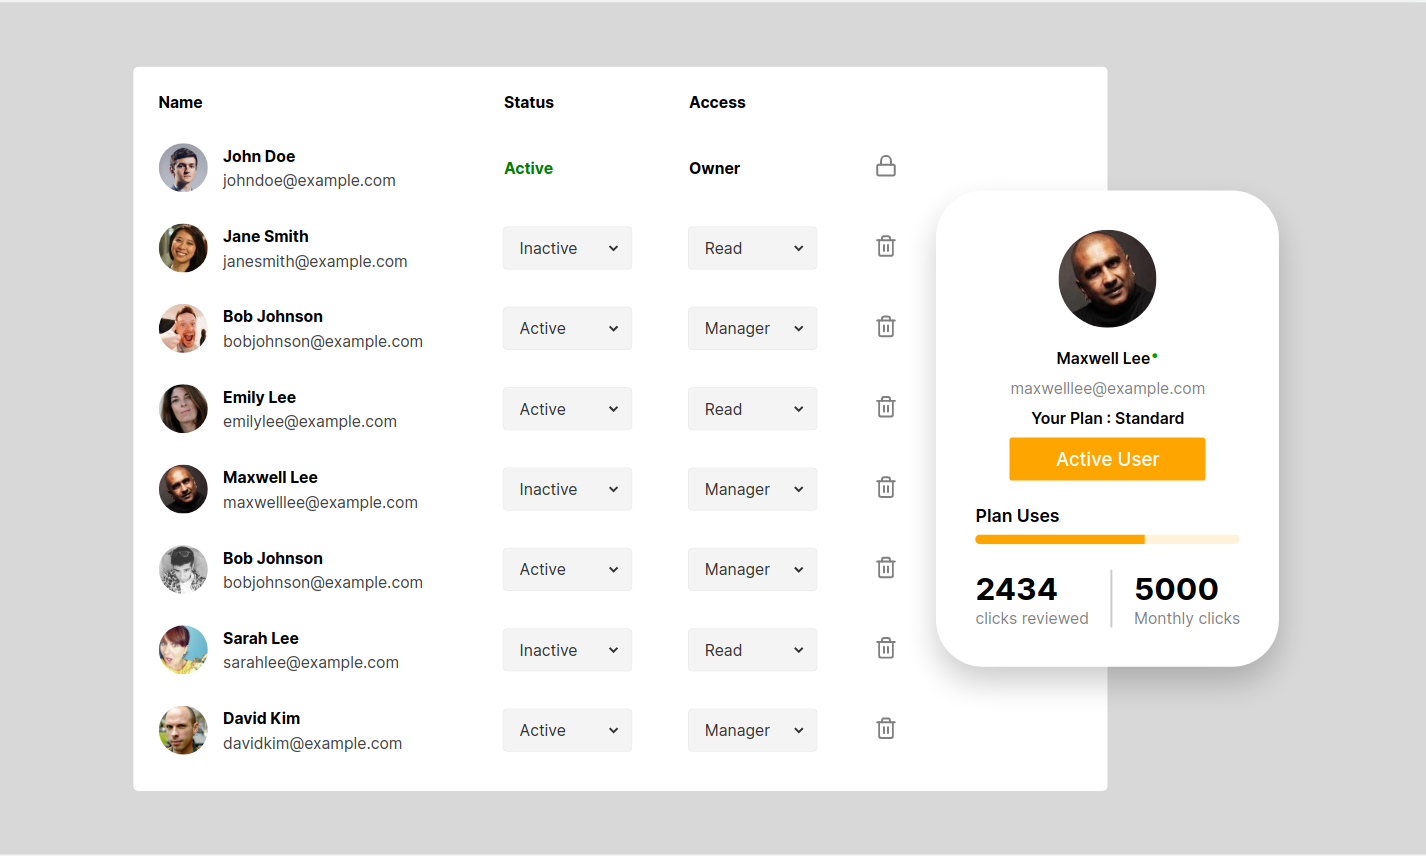 Name Status Access
John Doe
johndoe@example.com
Active Owner
Jane Smith
janesmith@example.com
Inactive Read
Bob Johnson
bobjohnson@example.com
Active Manager
Emily Lee
emilylee@example.com
Active Read
Maxwell Lee
maxwelllee@example.com
Inactive Manager
Bob Johnson
bobjohnson@example.com
Active Manager
Sarah Lee
sarahlee@example.com
Inactive Read
David Kim
davidkim@example.com
Active Manager
Maxwell Lee
maxwelllee@example.com
Your Plan : Standard
Active User
Plan Uses
2434 5000
clicks reviewed Monthly clicks